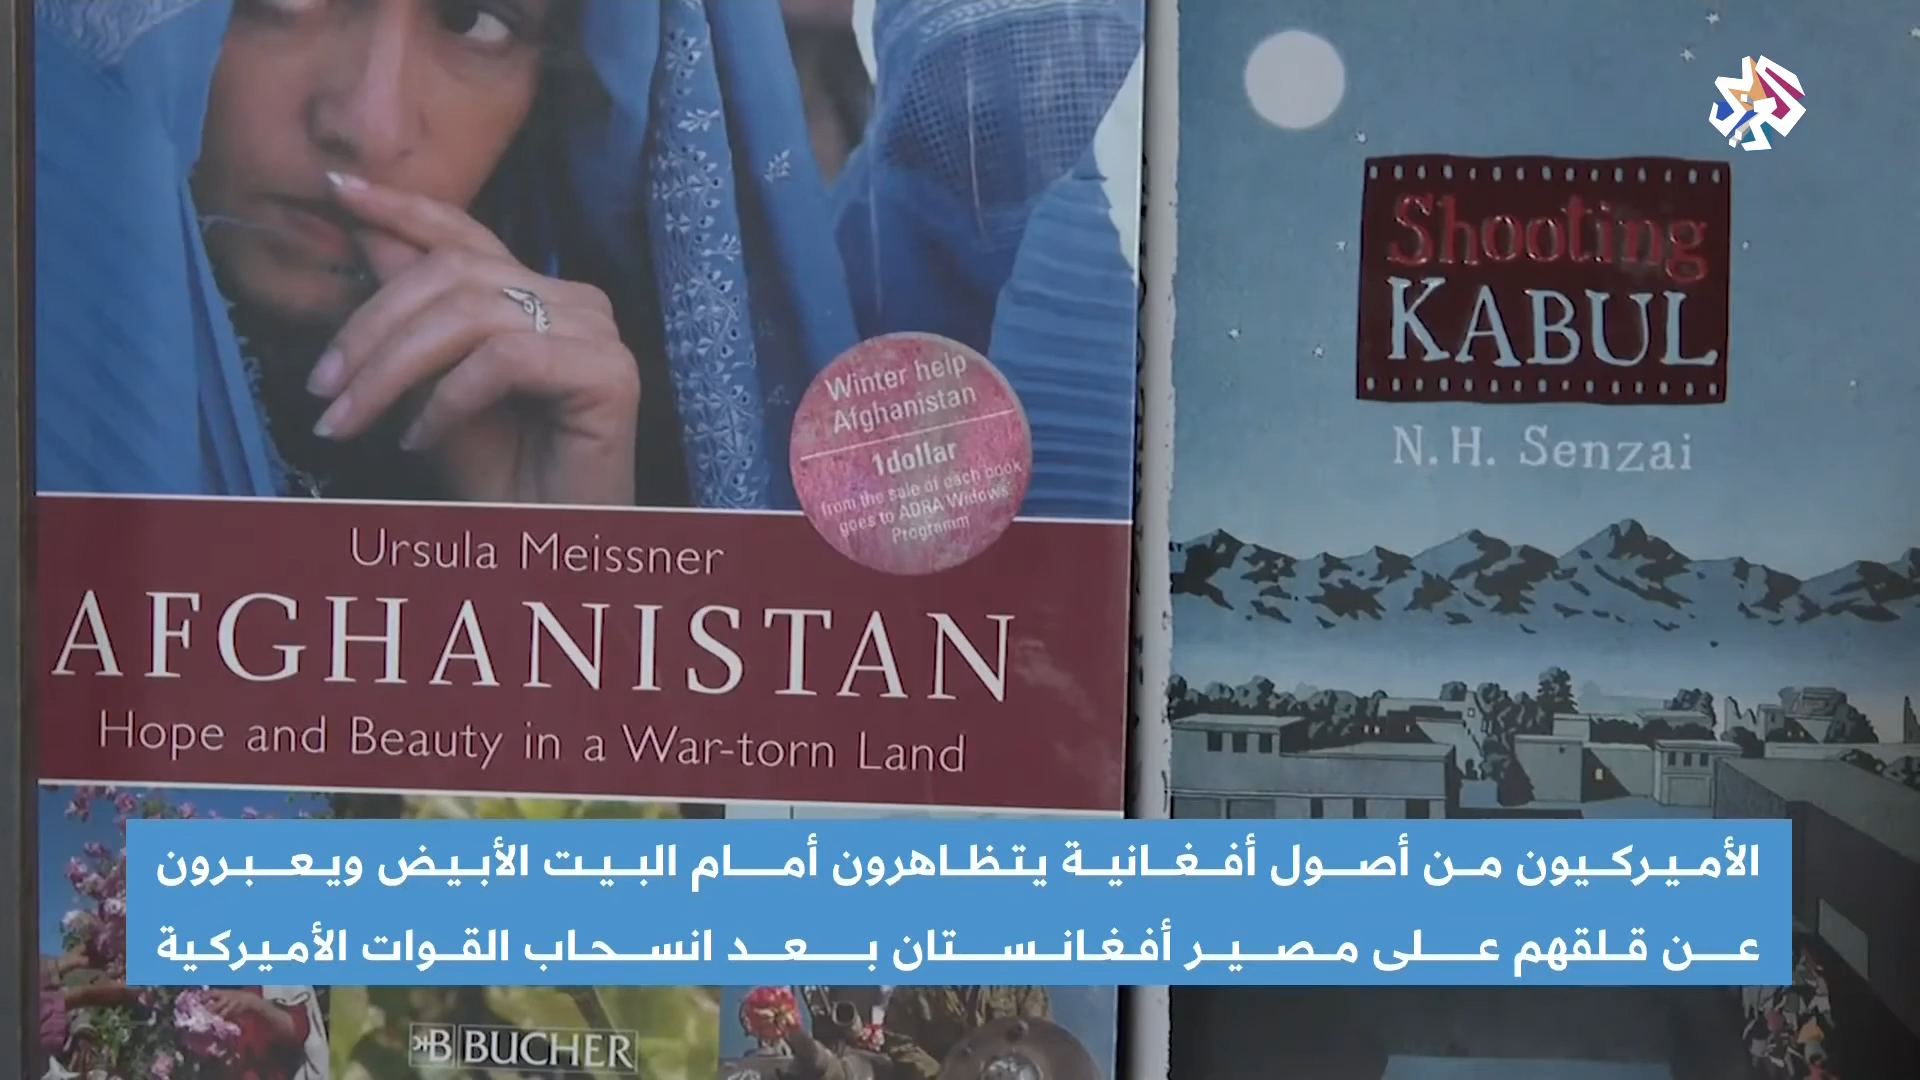 Winter help
Afghanistan
1dollar
from the sale of each book
goes to ADRA Widows
Programm
Ursula Meissner
AFGHANISTAN
Hope and Beauty in a War-torn Land
BUCHER
Shooting
KABUL
N. H. Senzai
الأميركيون من أصول أفغانية يتظاهرون أمام البيت الأبيض ويعبرون
عن قلقهم على مصير أفغانستان بعد انسحاب القوات الأميركية